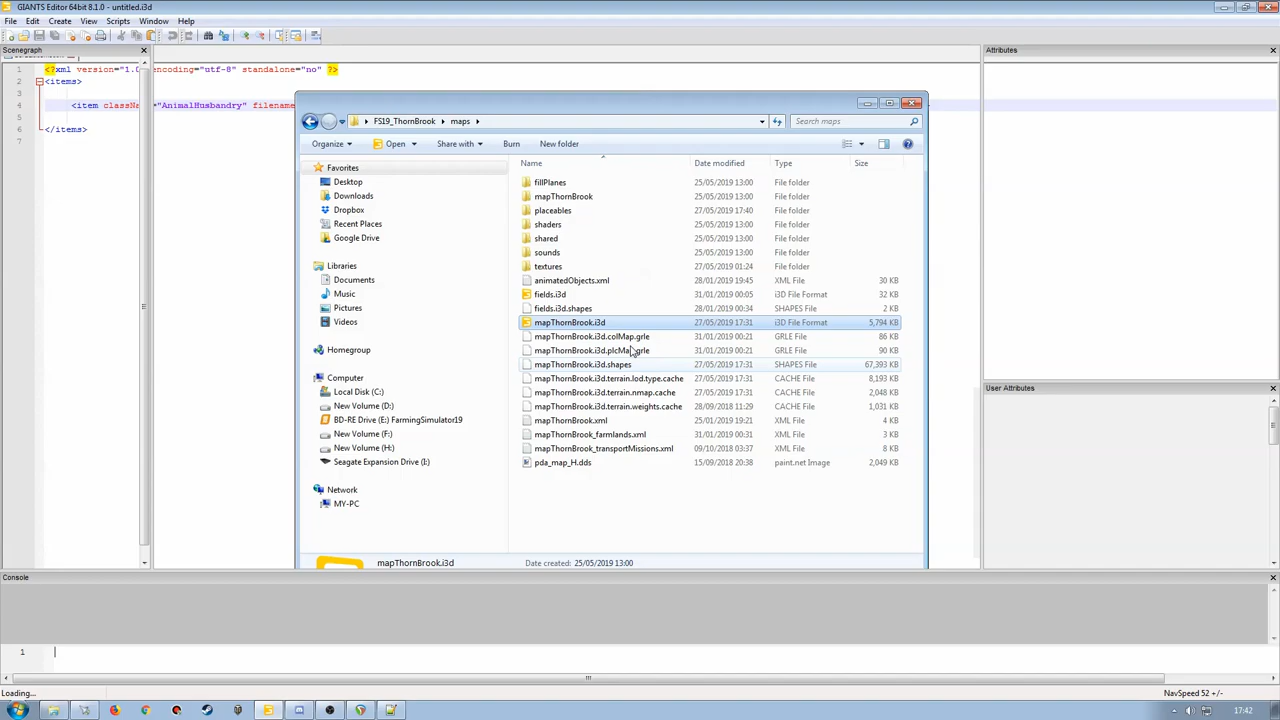 GIANTS Editor 64bit 8.1.0 - untitled.i3d
File Edit Create View Scripts Window Help
Scenegraph
Attributes
1 <?xml version="1.0 encoding="utf-8" standalone="no" ?>
2 <items>
3
4 <item className="AnimalHusbandry" filename
5
6 </items>
7
FS19_ThornBrook maps
Search maps
Organize Open Share with Burn New folder
Name Date modified Type Size
Favorites
Desktop
Downloads
Dropbox
Recent Places
Google Drive
Libraries
Documents
Music
Pictures
Videos
Homegroup
Computer
Local Disk (C:)
New Volume (D:)
BD-RE Drive (E:) FarmingSimulator19
New Volume (F:)
New Volume (H:)
Seagate Expansion Drive (I:)
Network
MY-PC
fillPlanes 25/05/2019 13:00 File folder
mapThornBrook 25/05/2019 13:00 File folder
placeables 27/05/2019 17:40 File folder
shaders 25/05/2019 13:00 File folder
shared 25/05/2019 13:00 File folder
sounds 25/05/2019 13:00 File folder
textures 27/05/2019 01:24 File folder
animatedObjects.xml 28/01/2019 19:45 XML File 30 KB
fields.i3d 31/01/2019 00:05 i3D File Format 32 KB
fields.i3d.shapes 28/01/2019 19:41 SHAPES File 2 KB
mapThornBrook.i3d 27/05/2019 17:31 i3D File Format 5,794 KB
mapThornBrook.i3d.colMap.grle 31/01/2019 00:21 GRLE File 86 KB
mapThornBrook.i3d.plcMap.grle 31/01/2019 00:21 GRLE File 90 KB
mapThornBrook.i3d.shapes 27/05/2019 17:31 SHAPES File 67,393 KB
mapThornBrook.i3d.terrain.lod.type.cache 27/05/2019 17:31 CACHE File 8,193 KB
mapThornBrook.i3d.terrain.nmap.cache 27/05/2019 17:31 CACHE File 2,048 KB
mapThornBrook.i3d.terrain.weights.cache 28/09/2018 11:29 CACHE File 1,031 KB
mapThornBrook.xml 25/01/2019 19:21 XML File 4 KB
mapThornBrook_farmlands.xml 31/01/2019 00:31 XML File 4 KB
mapThornBrook_transportMissions.xml 09/10/2018 03:37 XML File 9 KB
pda_map_H.dds 15/09/2018 20:38 paint.net Image 2,049 KB
mapThornBrook.i3d Date created: 25/05/2019 13:00
User Attributes
Console
1
Loading...
NavSpeed 52 +/-
17:42